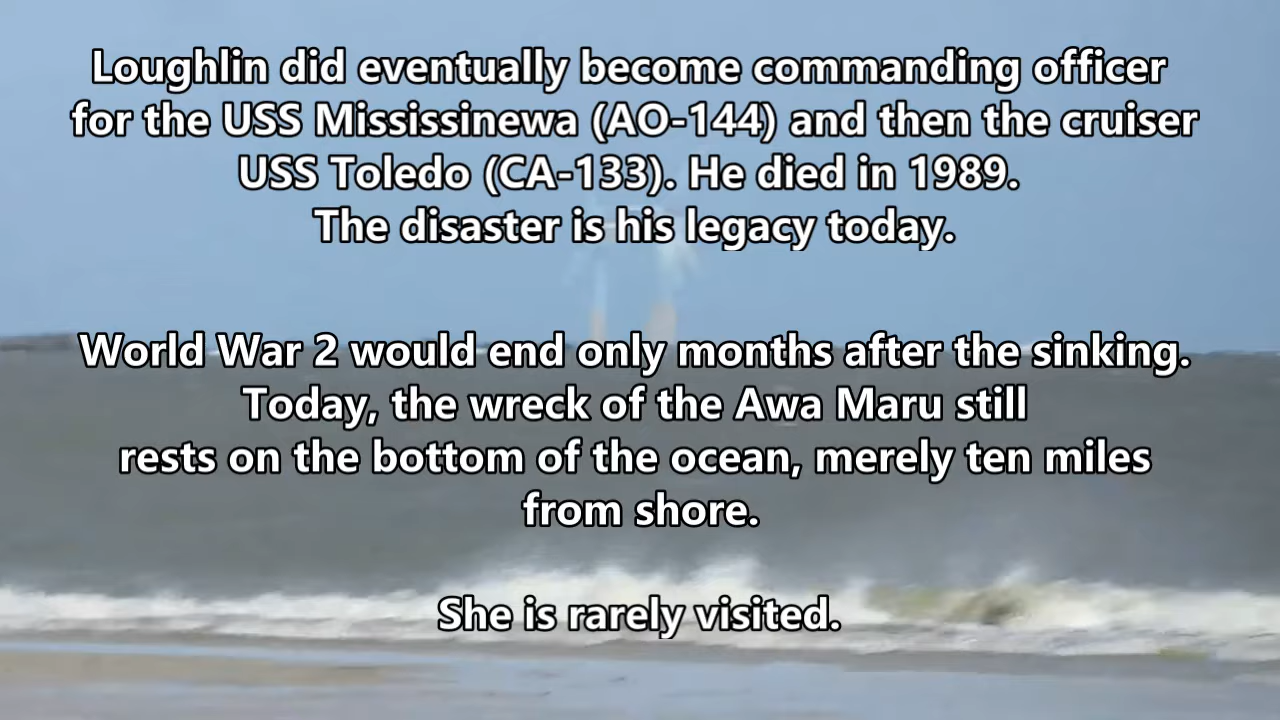 Loughlin did eventually become commanding officer
for the USS Mississinewa (AO-144) and then the cruiser
USS Toledo (CA-133). He died in 1989.
The disaster is his legacy today.
World War 2 would end only months after the sinking.
Today, the wreck of the Awa Maru still
rests on the bottom of the ocean, merely ten miles
from shore.
She is rarely visited.